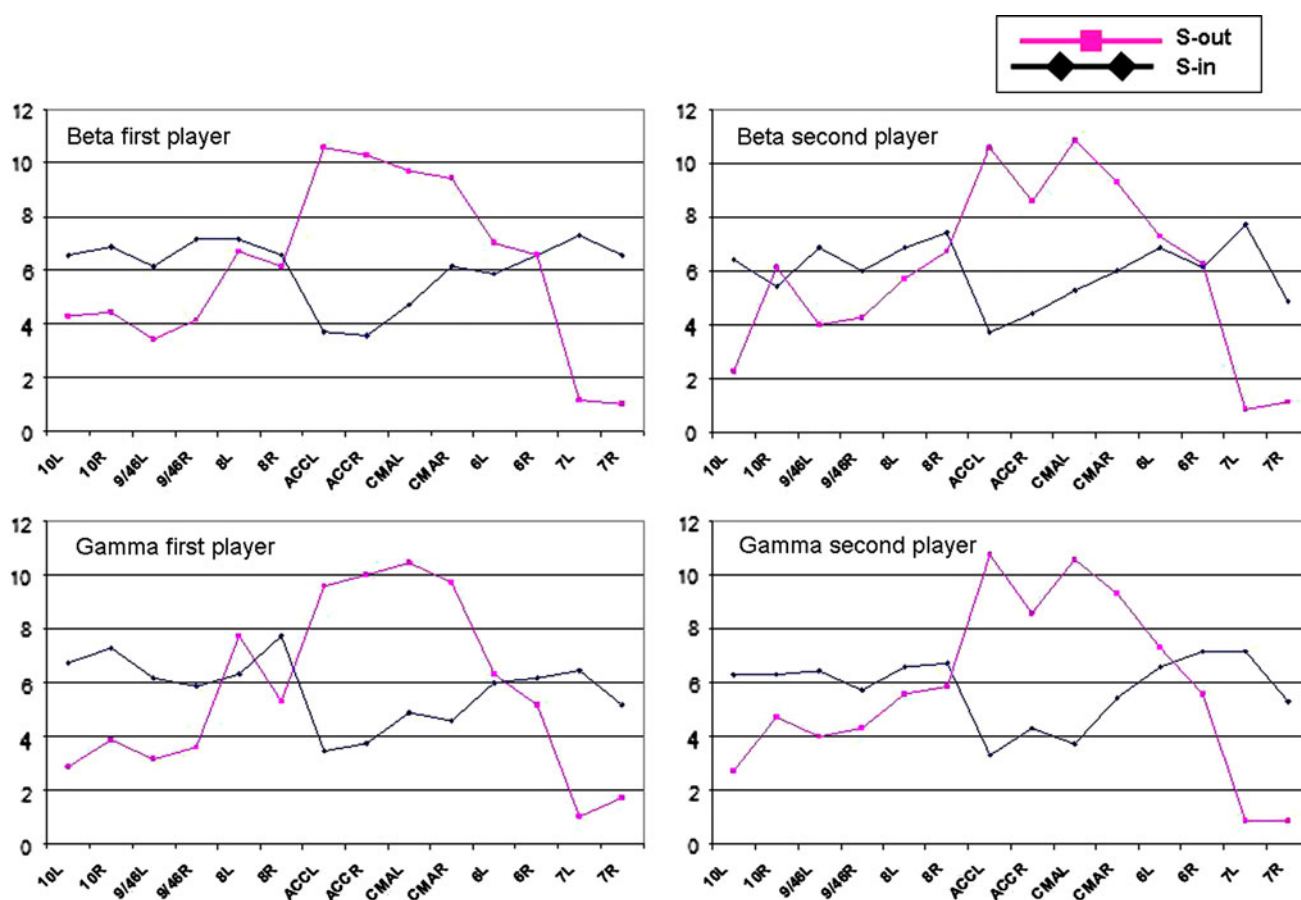 S-out
S-in
12
10
8
6
4
2
0
Beta first player
10L 10R 9/46L 9/46R 8L 8R ACCL ACCR CMAL CMAR 6L 6R 7L 7R
12
10
8
6
4
2
0
Beta second player
10L 10R 9/46L 9/46R 8L 8R ACCL ACCR CMAL CMAR 6L 6R 7L 7R
12
10
8
6
4
2
0
Gamma first player
10L 10R 9/46L 9/46R 8L 8R ACCL ACCR CMAL CMAR 6L 6R 7L 7R
12
10
8
6
4
2
0
Gamma second player
10L 10R 9/46L 9/46R 8L 8R ACCL ACCR CMAL CMAR 6L 6R 7L 7R